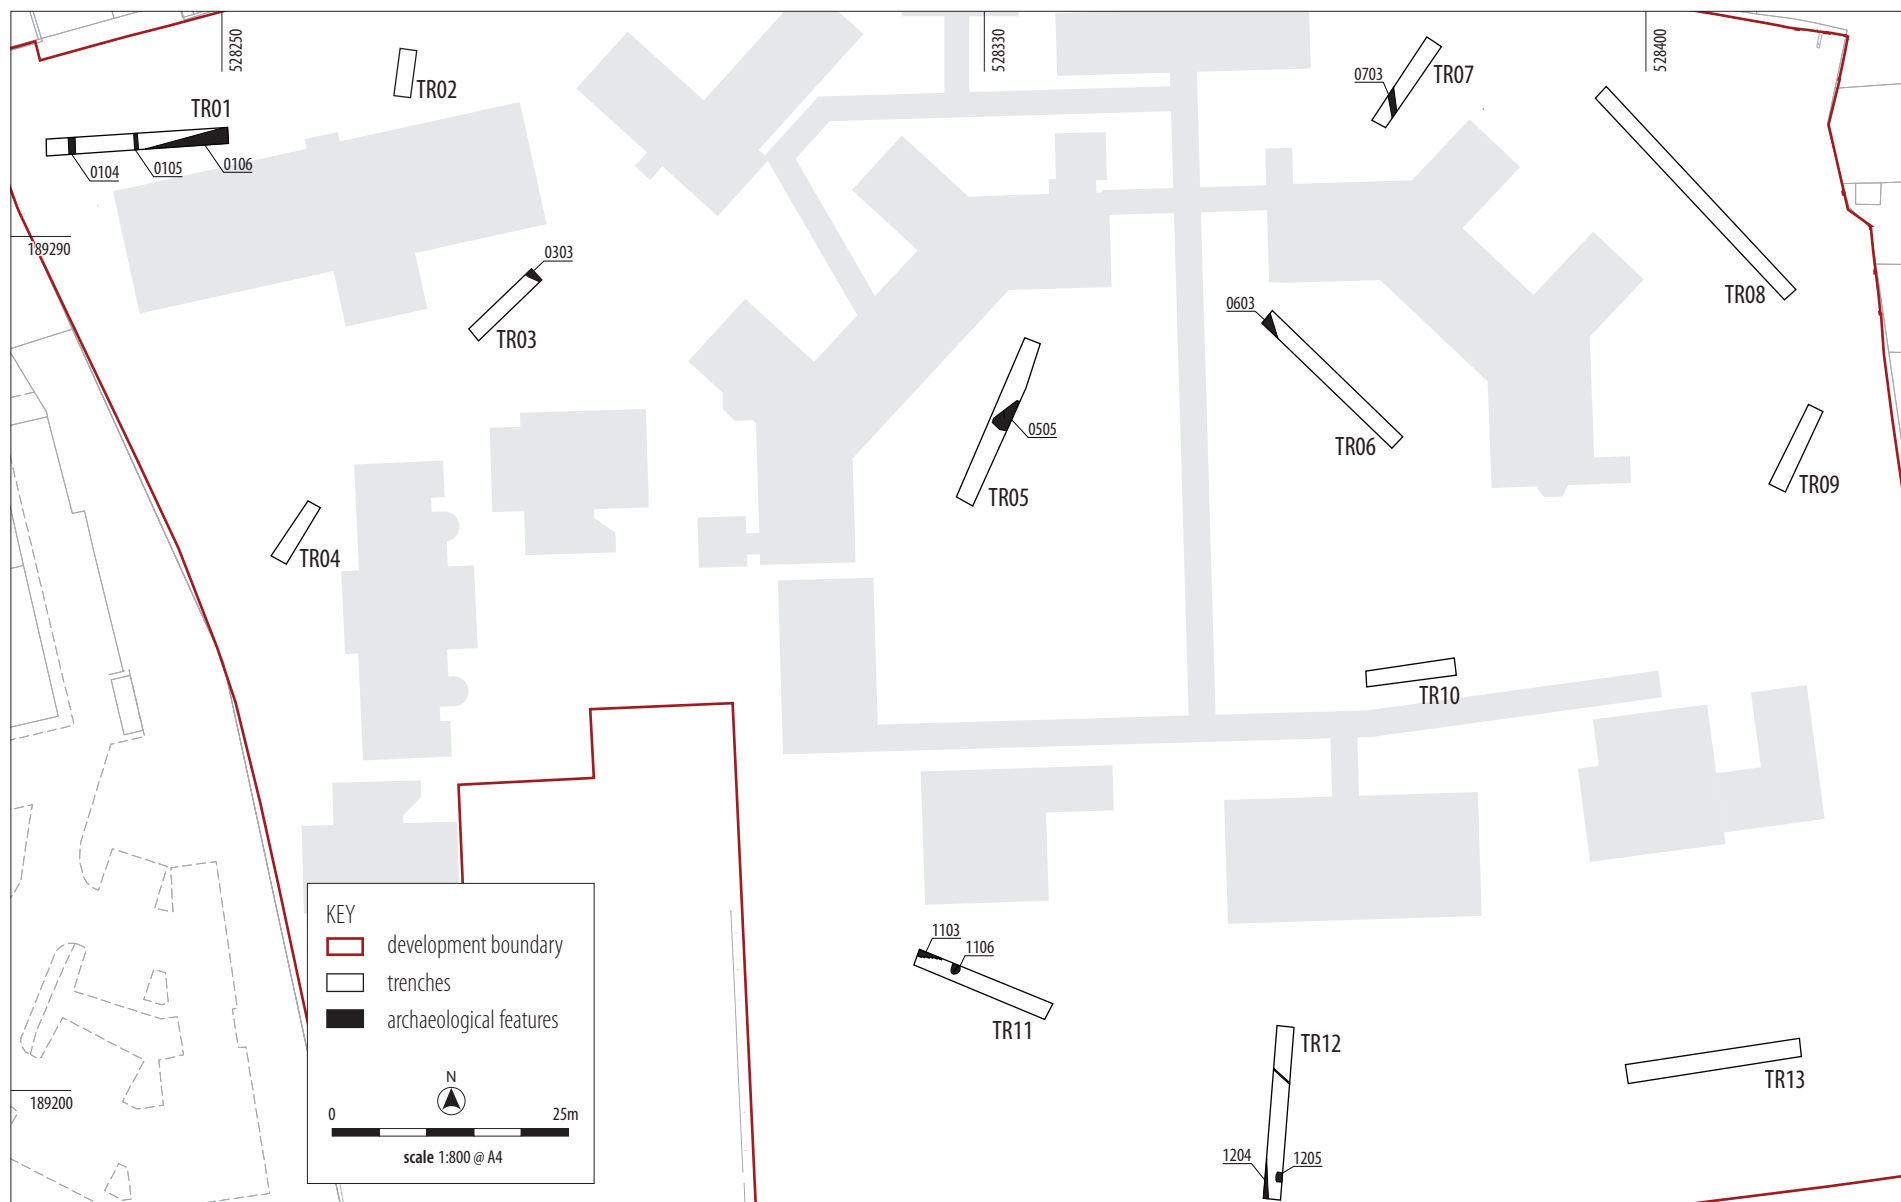 528250
528330
528400
TR01
TR02
0703
TR07
0104
0105
0106
189290
0303
TR03
0603
TR08
0505
TR06
TR05
TR09
TR04
TR10
KEY
development boundary
trenches
archaeological features
N
0 25m
scale 1:800 @ A4
1103
1106
TR11
TR12
TR13
189200
1204
1205